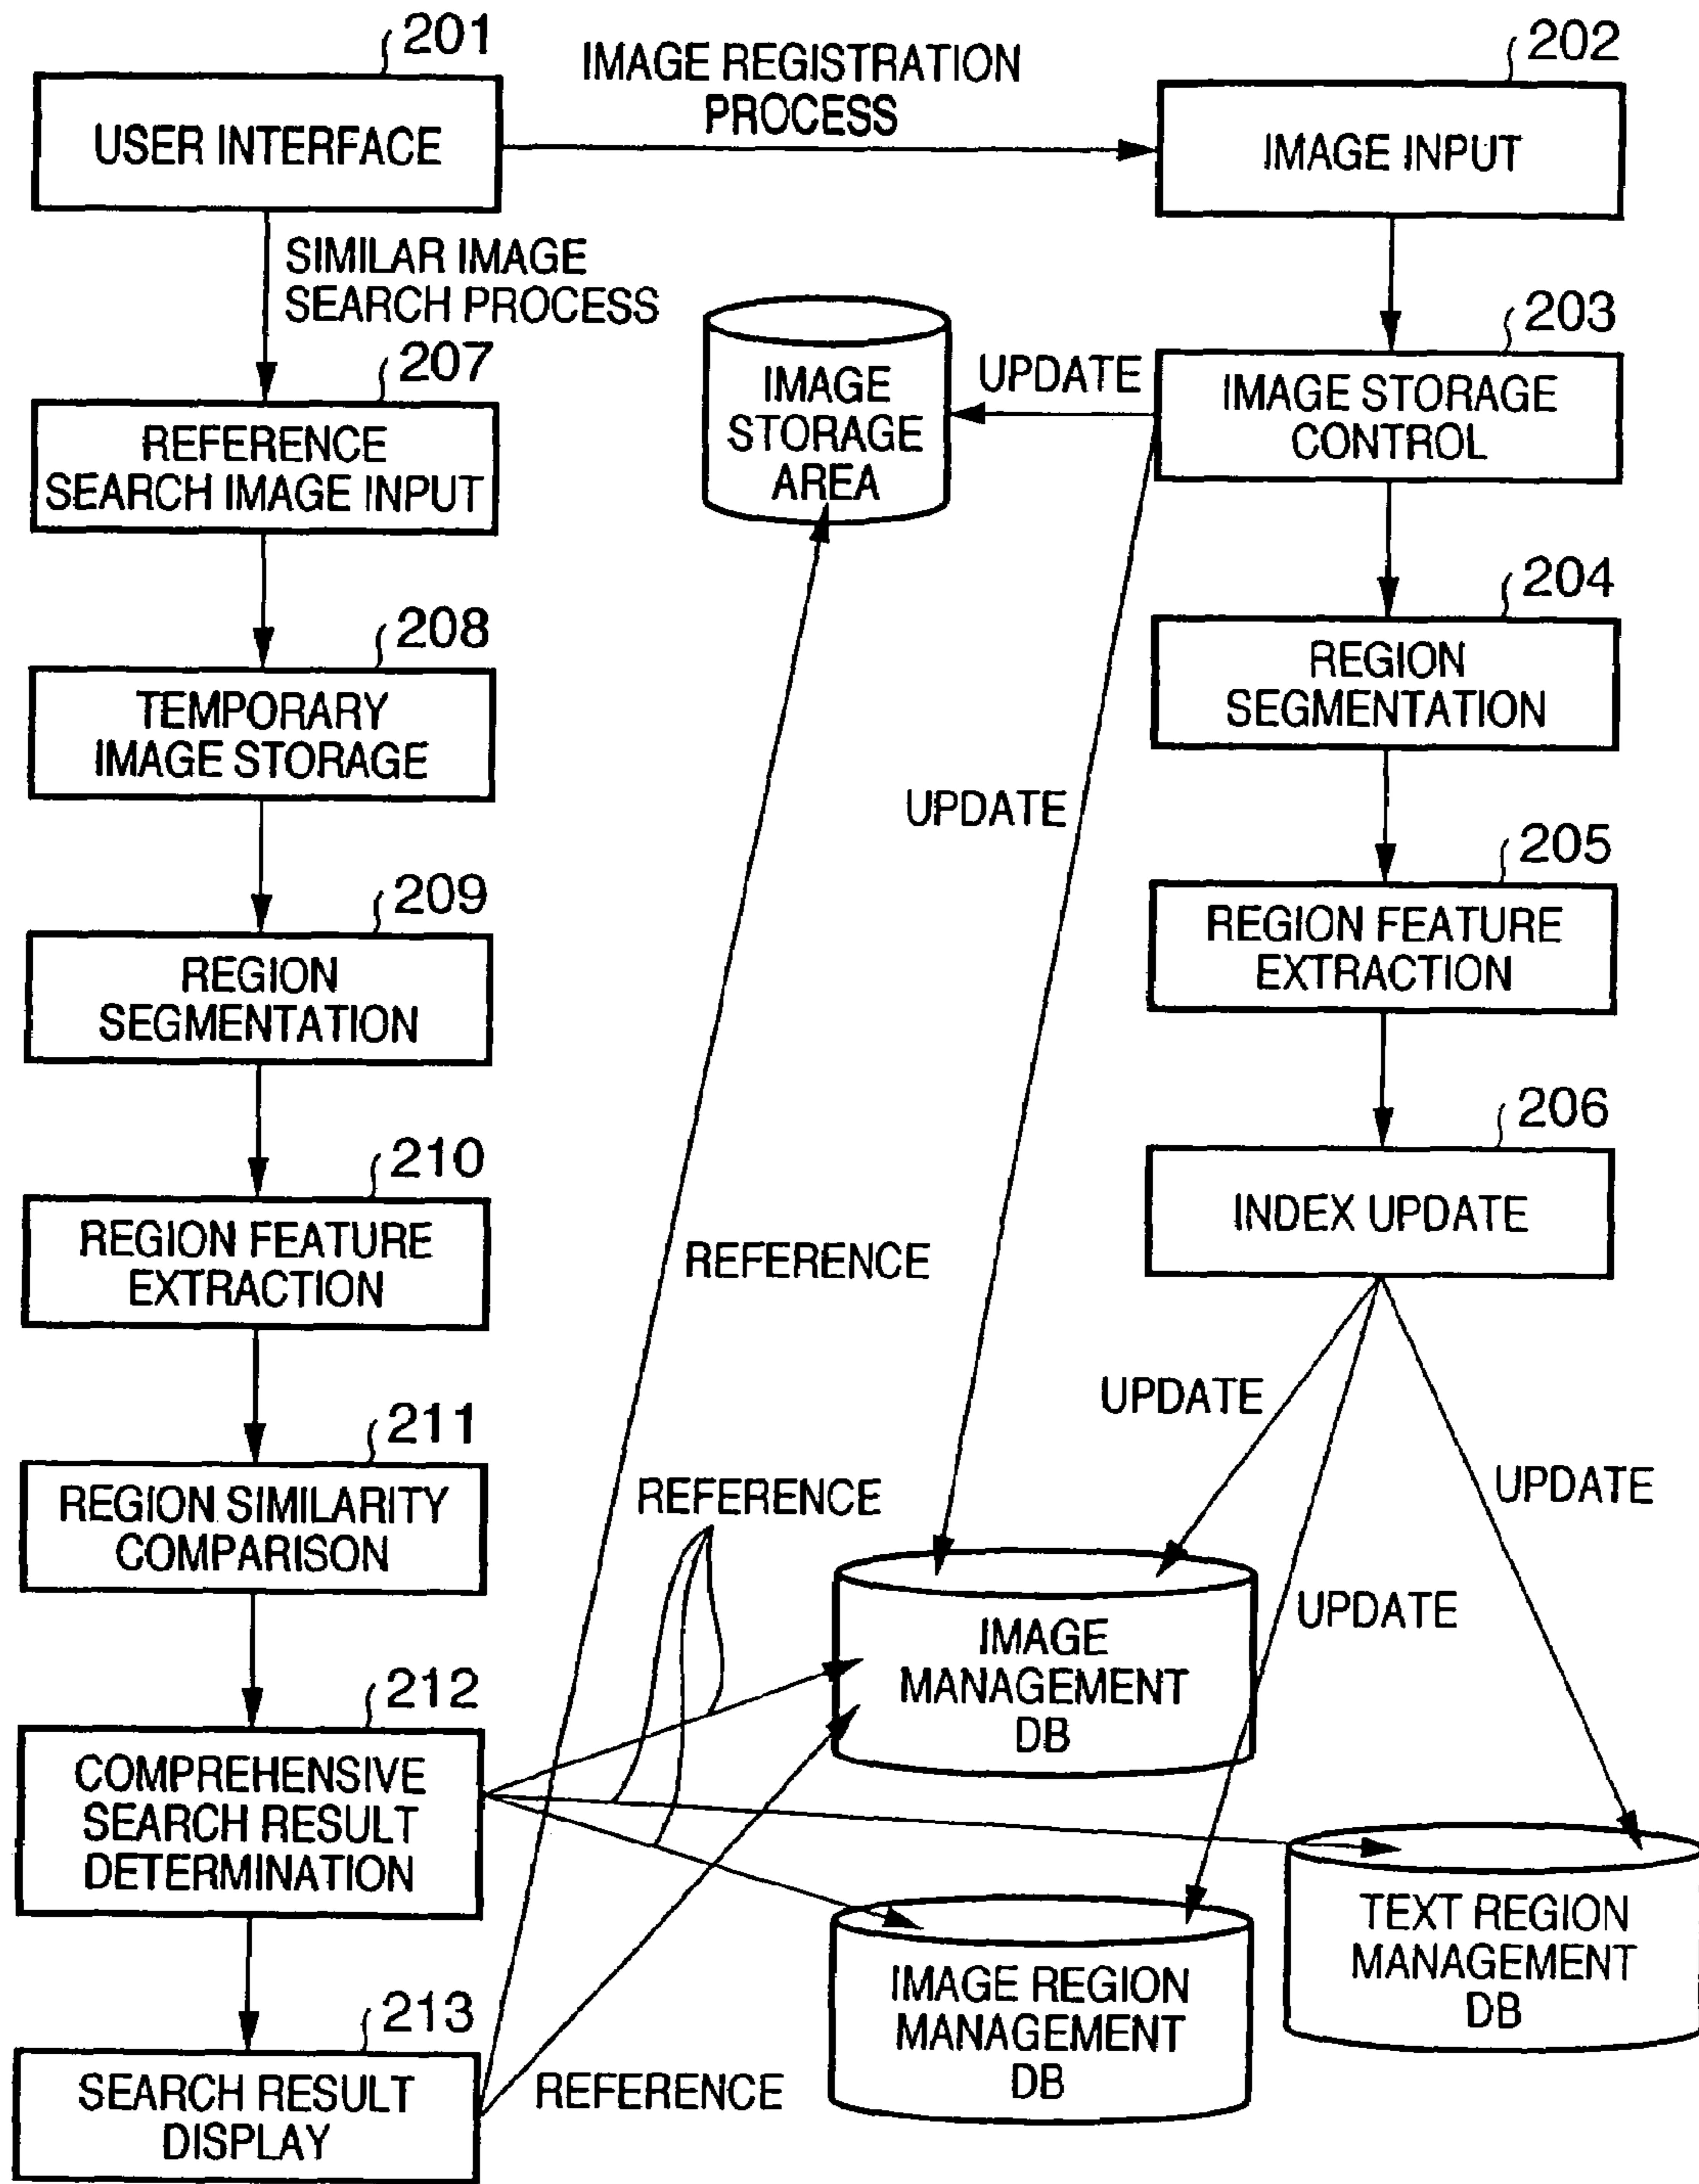 201
USER INTERFACE
IMAGE REGISTRATION
PROCESS
202
IMAGE INPUT
SIMILAR IMAGE
SEARCH PROCESS
207
REFERENCE
SEARCH IMAGE INPUT
IMAGE
STORAGE
AREA
UPDATE
203
IMAGE STORAGE
CONTROL
208
TEMPORARY
IMAGE STORAGE
204
REGION
SEGMENTATION
UPDATE
209
REGION
SEGMENTATION
205
REGION FEATURE
EXTRACTION
210
REGION FEATURE
EXTRACTION
REFERENCE
206
INDEX UPDATE
211
REGION SIMILARITY
COMPARISON
REFERENCE
UPDATE
UPDATE
UPDATE
212
COMPREHENSIVE
SEARCH RESULT
DETERMINATION
IMAGE
MANAGEMENT
DB
213
SEARCH RESULT
DISPLAY
REFERENCE
IMAGE REGION
MANAGEMENT
DB
TEXT REGION
MANAGEMENT
DB